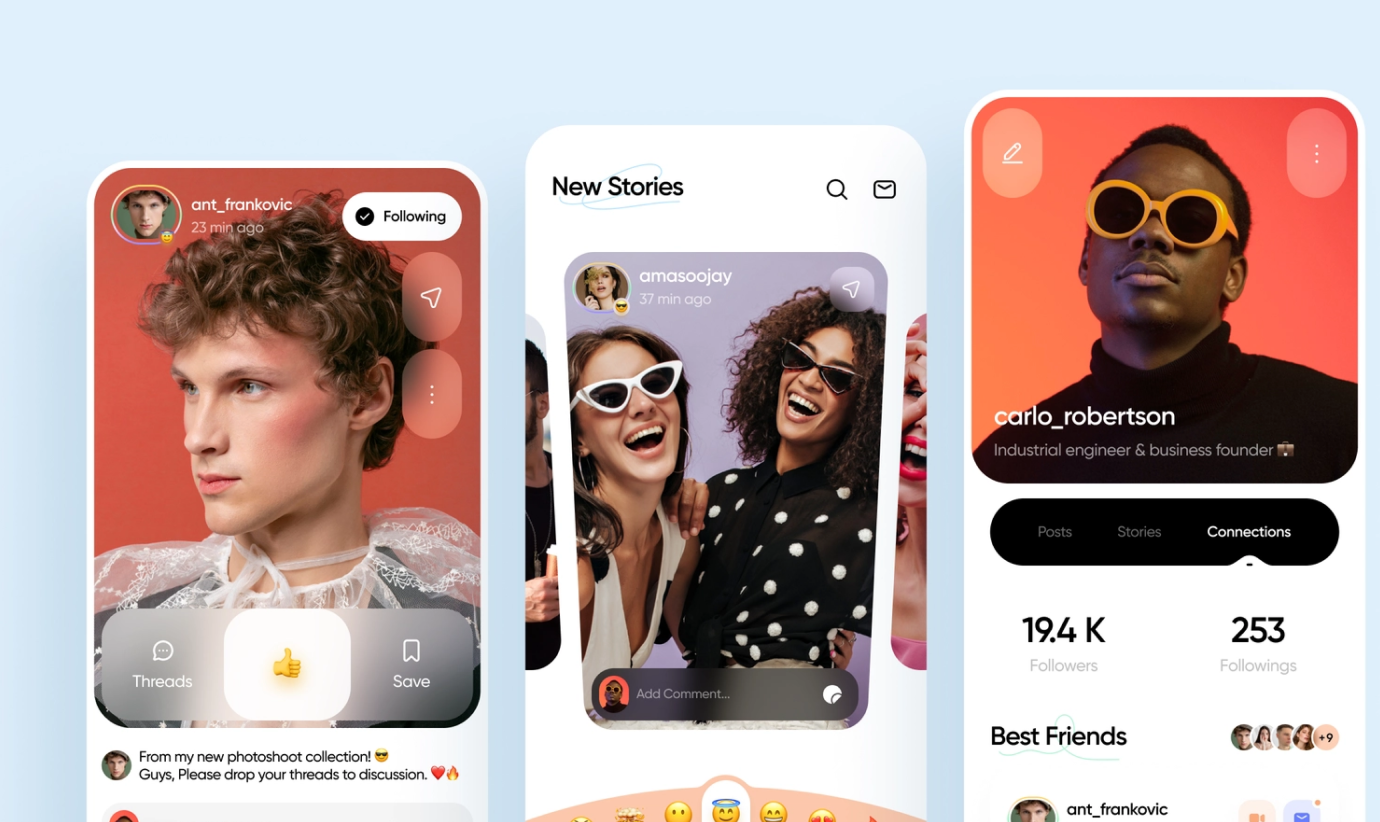 ant_frankovic
23 min ago
Following
Threads
Save
From my new photoshoot collection! 😎
Guys, Please drop your threads to discussion. ❤️🔥
New Stories
amasoojay
37 min ago
Add Comment...
carlo_robertson
Industrial engineer & business founder 💼
Posts
Stories
Connections
19.4 K
Followers
253
Followings
Best Friends
+9
ant_frankovic